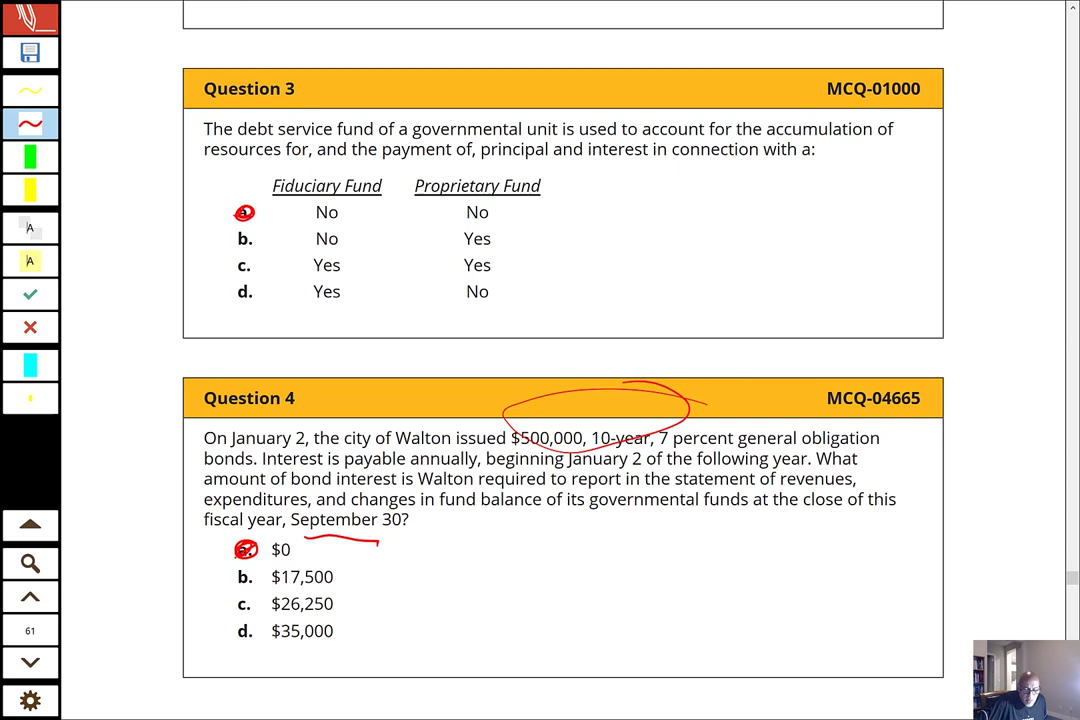 Question 3 MCQ-01000
The debt service fund of a governmental unit is used to account for the accumulation of
resources for, and the payment of, principal and interest in connection with a:
Fiduciary Fund Proprietary Fund
a. No No
b. No Yes
c. Yes Yes
d. Yes No
Question 4 MCQ-04665
On January 2, the city of Walton issued $500,000, 10-year, 7 percent general obligation
bonds. Interest is payable annually, beginning January 2 of the following year. What
amount of bond interest is Walton required to report in the statement of revenues,
expenditures, and changes in fund balance of its governmental funds at the close of this
fiscal year, September 30?
a. $0
b. $17,500
c. $26,250
d. $35,000
A
A
61